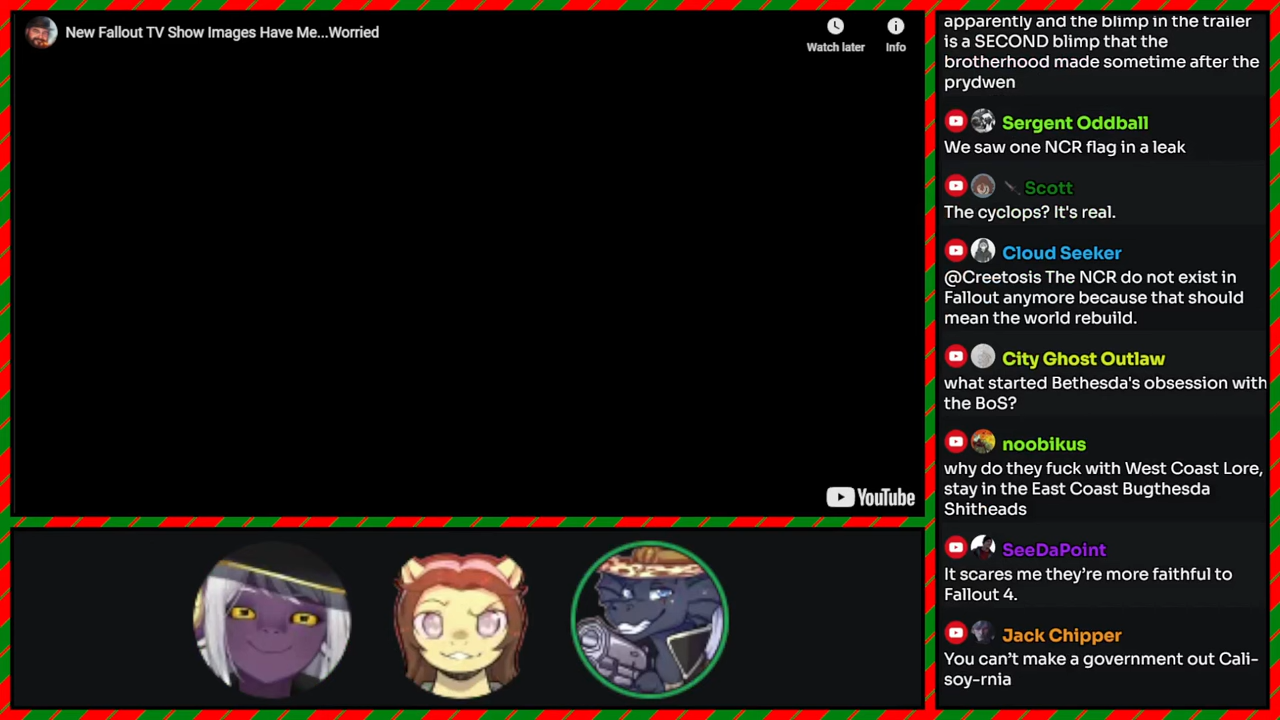 New Fallout TV Show Images Have Me...Worried
Watch later
Info
YouTube
apparently and the blimp in the trailer
is a SECOND blimp that the
brotherhood made sometime after the
prydwen
Sergent Oddball
We saw one NCR flag in a leak
Scott
The cyclops? It's real.
Cloud Seeker
@Creetosis The NCR do not exist in
Fallout anymore because that should
mean the world rebuild.
City Ghost Outlaw
what started Bethesda's obsession with
the BoS?
noobikus
why do they fuck with West Coast Lore,
stay in the East Coast Bugthesda
Shitheads
SeeDaPoint
It scares me they’re more faithful to
Fallout 4.
Jack Chipper
You can’t make a government out Cali-
soy-rnia